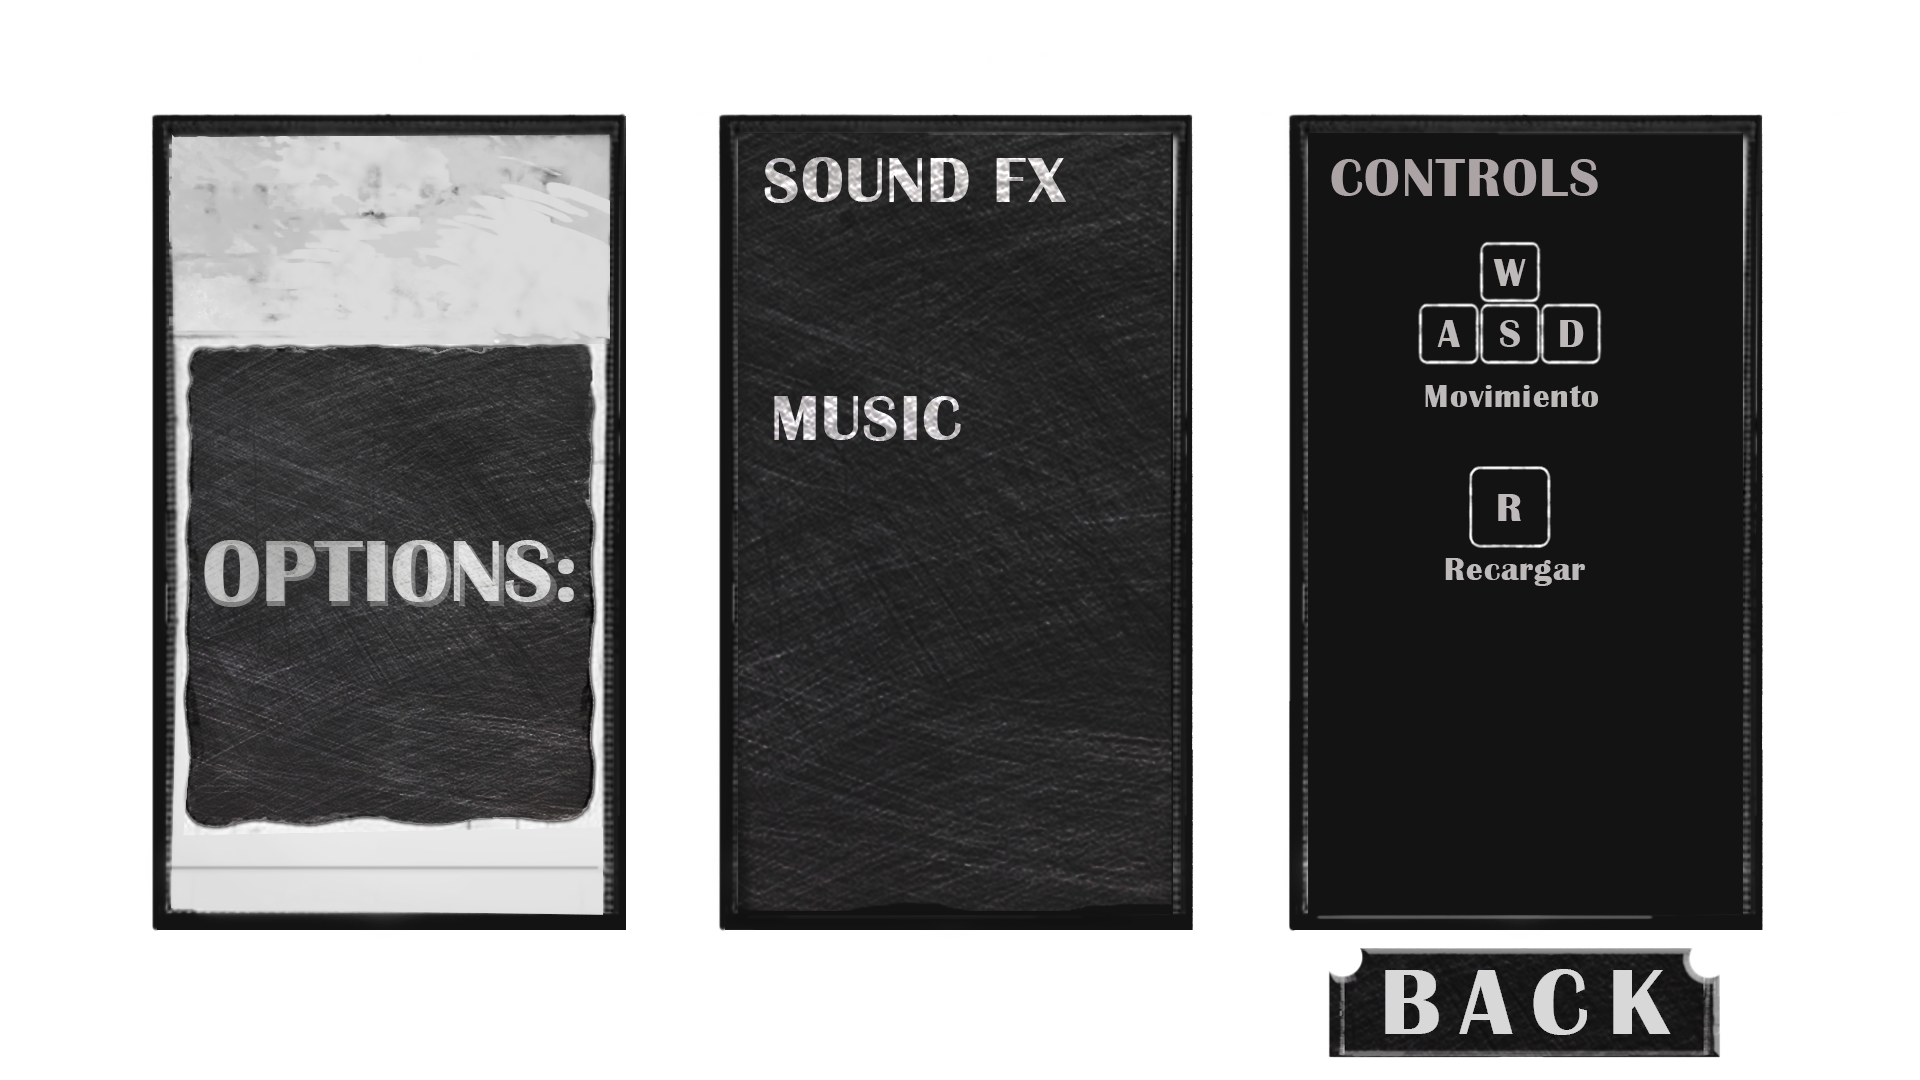 OPTIONS:
SOUND FX
MUSIC
CONTROLS
W
A S D
Movimiento
R
Recargar
BACK